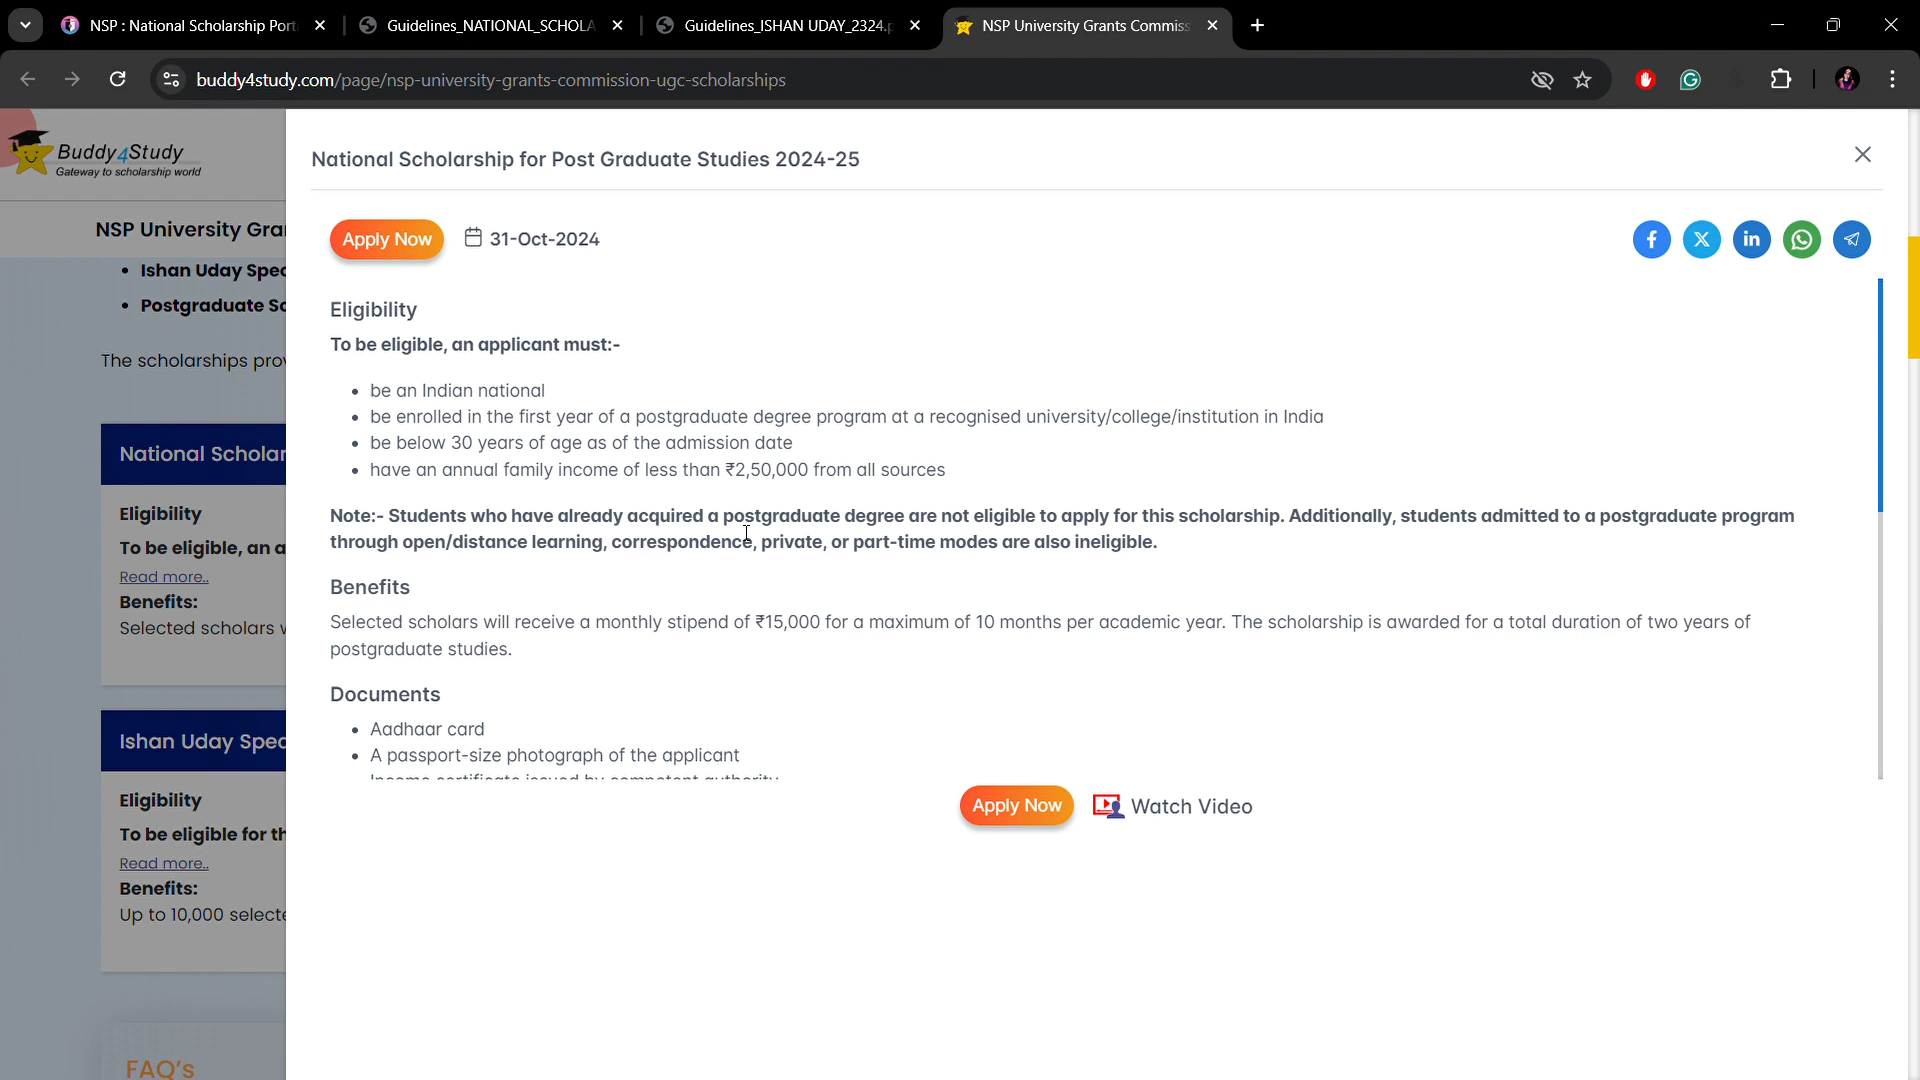 NSP : National Scholarship Port
Guidelines_NATIONAL_SCHOLA
Guidelines_ISHAN UDAY_2324.p
NSP University Grants Commiss
buddy4study.com/page/nsp-university-grants-commission-ugc-scholarships
Buddy4Study
Gateway to scholarship world
National Scholarship for Post Graduate Studies 2024-25
NSP University Gra
Apply Now
31-Oct-2024
Ishan Uday Spec
Postgraduate Sc
The scholarships prov
Eligibility
To be eligible, an applicant must:-
be an Indian national
be enrolled in the first year of a postgraduate degree program at a recognised university/college/institution in India
be below 30 years of age as of the admission date
have an annual family income of less than ₹2,50,000 from all sources
Note:- Students who have already acquired a postgraduate degree are not eligible to apply for this scholarship. Additionally, students admitted to a postgraduate program
through open/distance learning, correspondence, private, or part-time modes are also ineligible.
Benefits
Selected scholars will receive a monthly stipend of ₹15,000 for a maximum of 10 months per academic year. The scholarship is awarded for a total duration of two years of
postgraduate studies.
Documents
Aadhaar card
A passport-size photograph of the applicant
Income certificate issued by competent authority
Apply Now
Watch Video
National Scholar
Eligibility
To be eligible, an a
Read more..
Benefits:
Selected scholars w
Ishan Uday Spec
Eligibility
To be eligible for th
Read more..
Benefits:
Up to 10,000 selecte
FAQ's